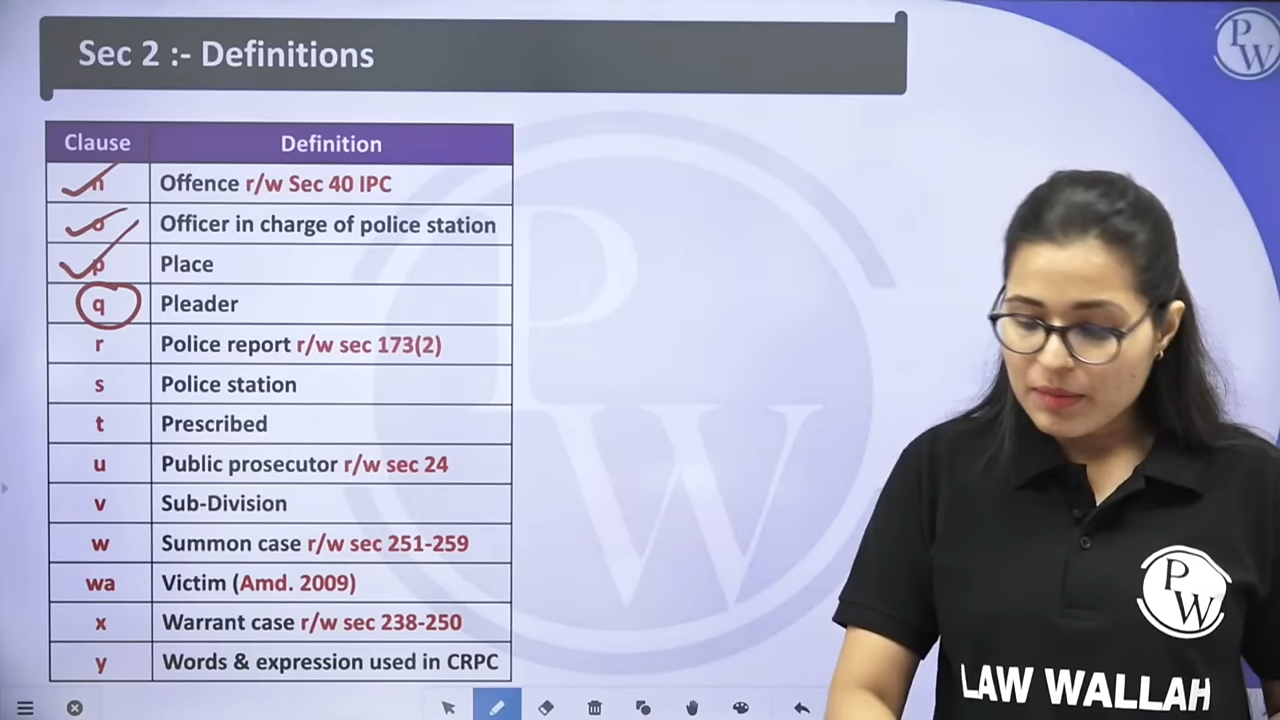 Sec 2 :- Definitions
PW
Clause Definition
n Offence r/w Sec 40 IPC
o Officer in charge of police station
p Place
q Pleader
r Police report r/w sec 173(2)
s Police station
t Prescribed
u Public prosecutor r/w sec 24
v Sub-Division
w Summon case r/w sec 251-259
wa Victim (Amd. 2009)
x Warrant case r/w sec 238-250
y Words & expression used in CRPC
PW
PW
LAW WALLAH